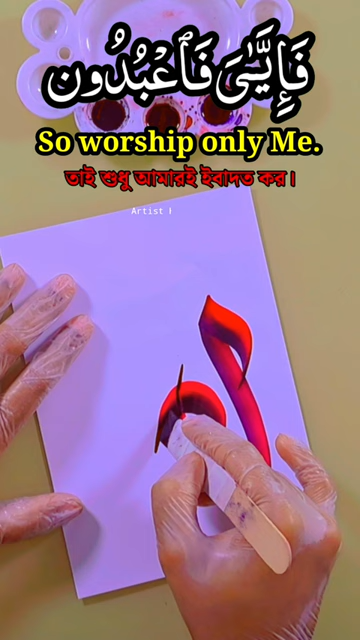 فَإِيَّـٰىَ فَٱعْبُدُونِ
So worship only Me.
তাই শুধু আমারই ইবাদত কর।
Artist